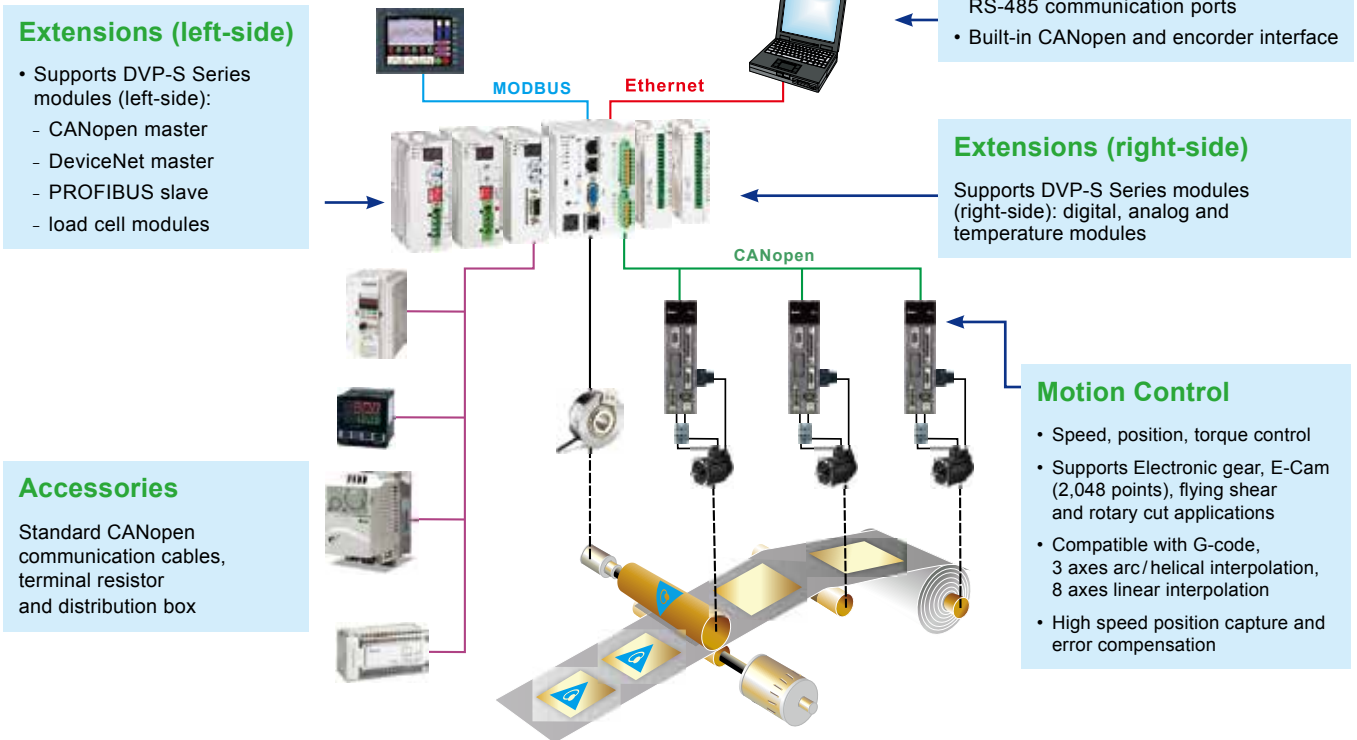 RS-485 communication ports
• Built-in CANopen and encorder interface
Extensions (left-side)
• Supports DVP-S Series
modules (left-side):
- CANopen master
- DeviceNet master
- PROFIBUS slave
- load cell modules
MODBUS
Ethernet
Extensions (right-side)
Supports DVP-S Series modules
(right-side): digital, analog and
temperature modules
CANopen
Motion Control
• Speed, position, torque control
• Supports Electronic gear, E-Cam
(2,048 points), flying shear
and rotary cut applications
• Compatible with G-code,
3 axes arc/helical interpolation,
8 axes linear interpolation
• High speed position capture and
error compensation
Accessories
Standard CANopen
communication cables,
terminal resistor
and distribution box